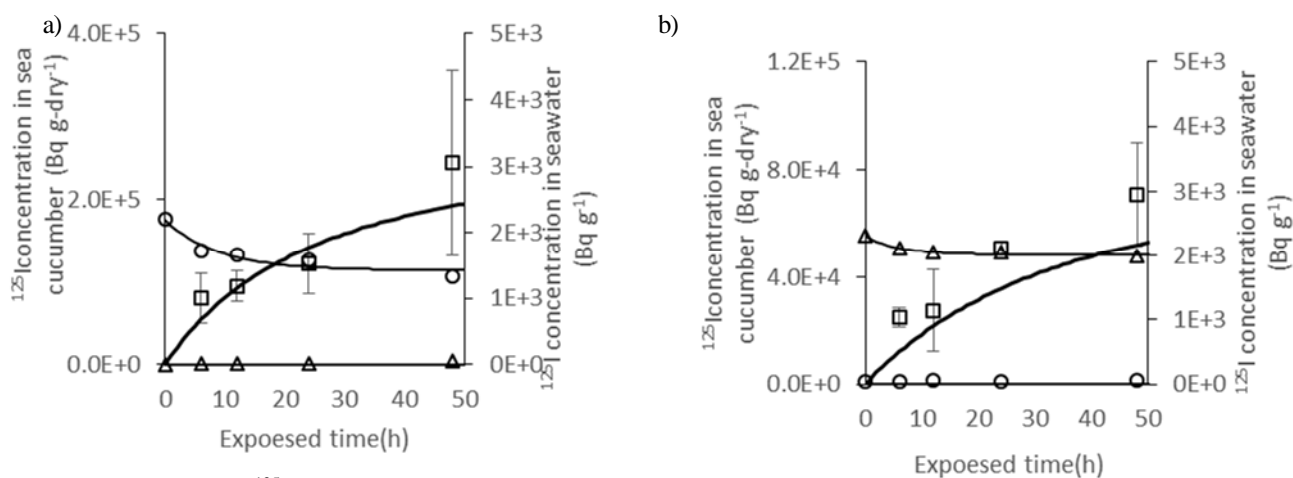 a)
¹²⁵Iconcentration in sea
cucumber (Bq g-dry⁻¹)
4.0E+5
2.0E+5
0.0E+0
5E+3
4E+3
3E+3
2E+3
1E+3
0E+0
¹²⁵I concentration in seawater
(Bq g⁻¹)
0 10 20 30 40 50
Expoesed time(h)
b)
¹²⁵Iconcentration in sea
cucumber (Bq g-dry⁻¹)
1.2E+5
8.0E+4
4.0E+4
0.0E+0
5E+3
4E+3
3E+3
2E+3
1E+3
0E+0
¹²⁵I concentration in seawater
(Bq g⁻¹)
0 10 20 30 40 50
Expoesed time(h)